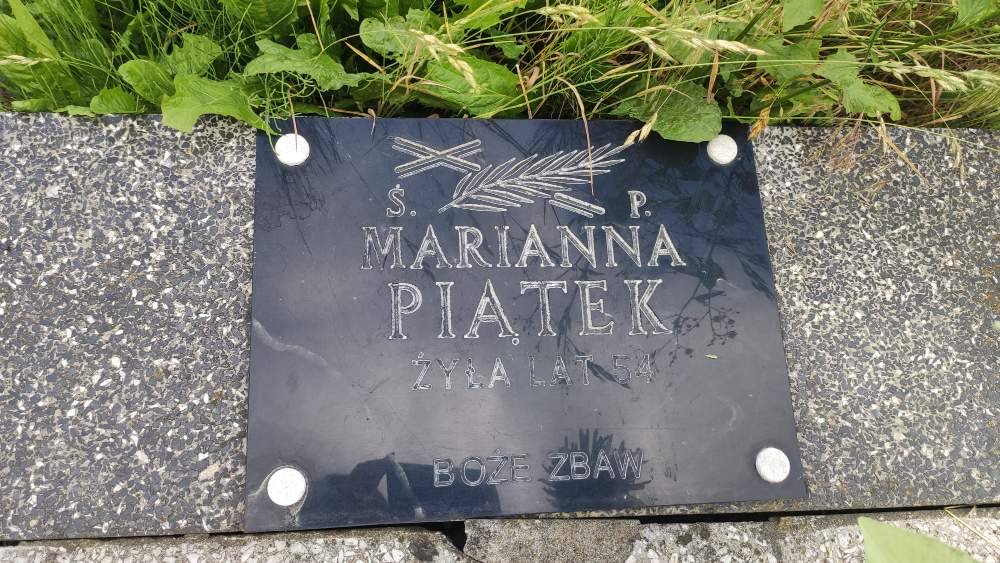 Ś. P.
MARIANNA
PIĄTEK
ŻYŁA LAT 54
BOŻE ZBAW